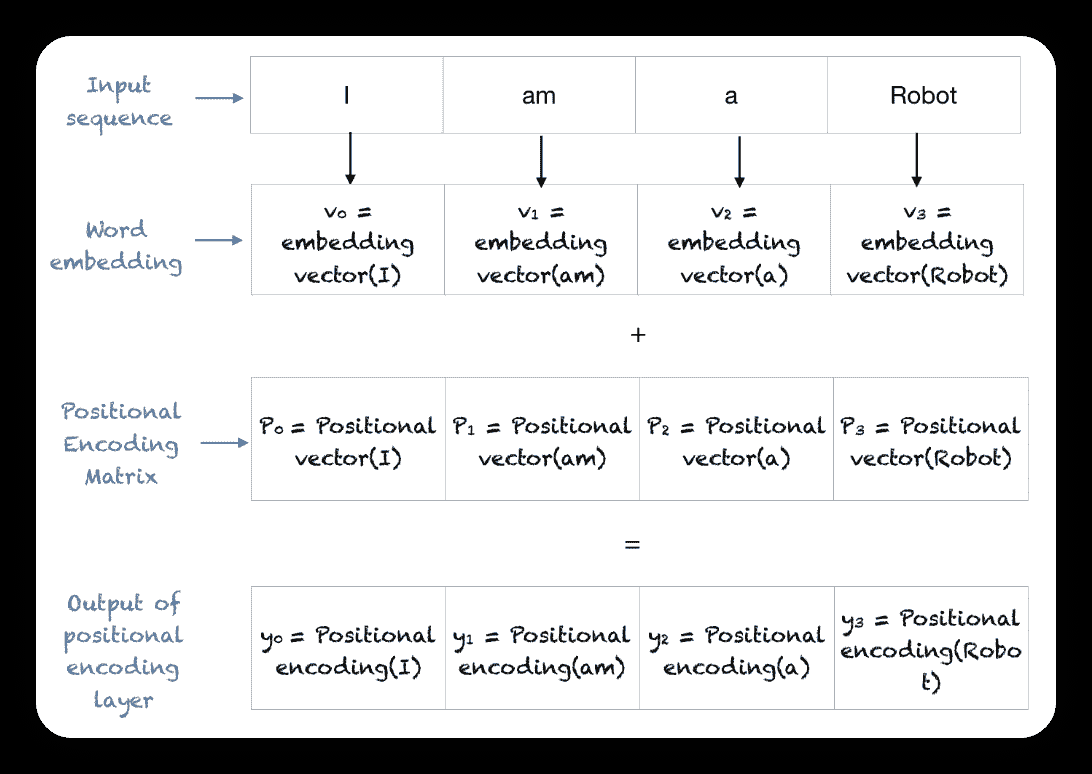 Input
sequence
I
am
a
Robot
Word
embedding
v₀ =
embedding
vector(I)
v₁ =
embedding
vector(am)
v₂ =
embedding
vector(a)
v₃ =
embedding
vector(Robot)
+
Positional
Encoding
Matrix
P₀ = Positional
vector(I)
P₁ = Positional
vector(am)
P₂ = Positional
vector(a)
P₃ = Positional
vector(Robot)
=
Output of
positional
encoding
layer
y₀ = Positional
encoding(I)
y₁ = Positional
encoding(am)
y₂ = Positional
encoding(a)
y₃ = Positional
encoding(Robo
t)